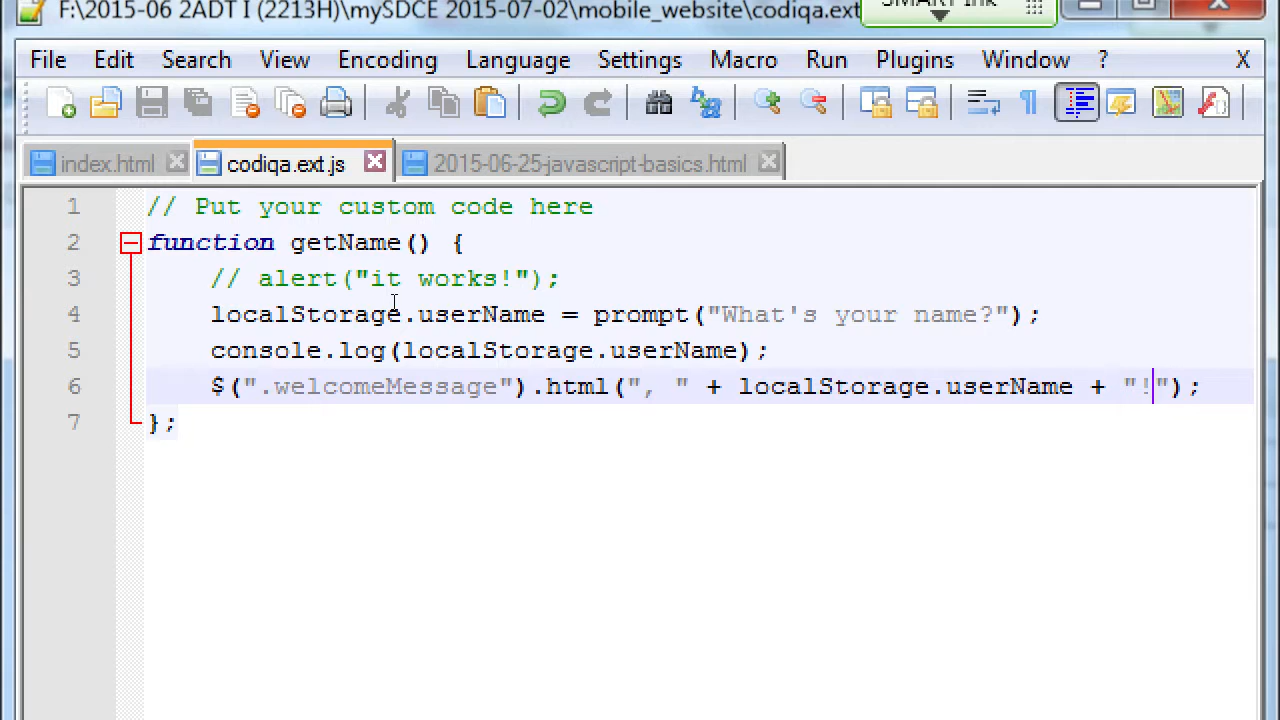 F:\2015-06 2ADT I (2213H)\mySDCE 2015-07-02\mobile_website\codiqa.ext
SMART Ink
File Edit Search View Encoding Language Settings Macro Run Plugins Window ? X
index.html codiqa.ext.js 2015-06-25-javascript-basics.html
1 // Put your custom code here
2 function getName() {
3 // alert("it works!");
4 localStorage.userName = prompt("What's your name?");
5 console.log(localStorage.userName);
6 $(".welcomeMessage").html(", " + localStorage.userName + "!");
7 };